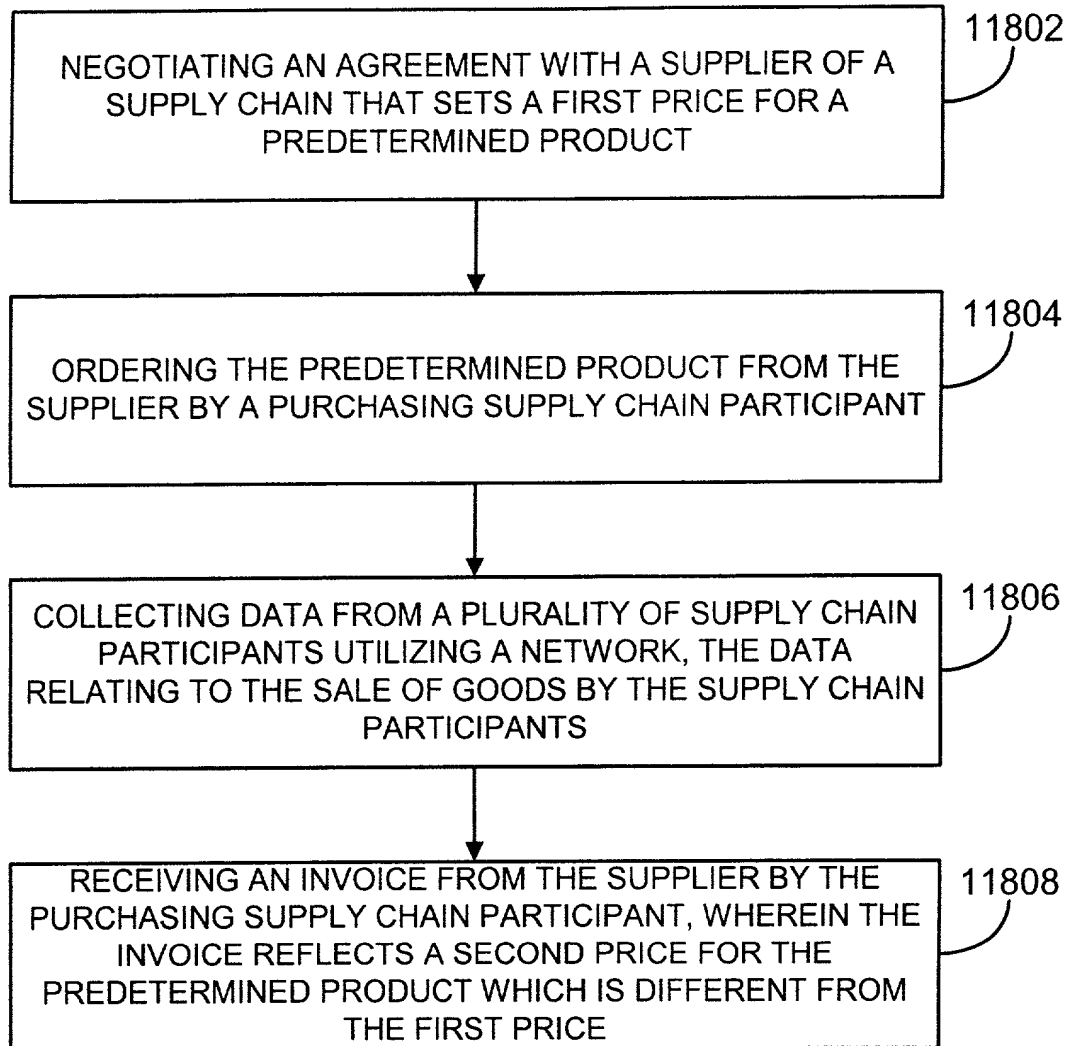 11802
NEGOTIATING AN AGREEMENT WITH A SUPPLIER OF A
SUPPLY CHAIN THAT SETS A FIRST PRICE FOR A
PREDETERMINED PRODUCT
11804
ORDERING THE PREDETERMINED PRODUCT FROM THE
SUPPLIER BY A PURCHASING SUPPLY CHAIN PARTICIPANT
11806
COLLECTING DATA FROM A PLURALITY OF SUPPLY CHAIN
PARTICIPANTS UTILIZING A NETWORK, THE DATA
RELATING TO THE SALE OF GOODS BY THE SUPPLY CHAIN
PARTICIPANTS
11808
RECEIVING AN INVOICE FROM THE SUPPLIER BY THE
PURCHASING SUPPLY CHAIN PARTICIPANT, WHEREIN THE
INVOICE REFLECTS A SECOND PRICE FOR THE
PREDETERMINED PRODUCT WHICH IS DIFFERENT FROM
THE FIRST PRICE